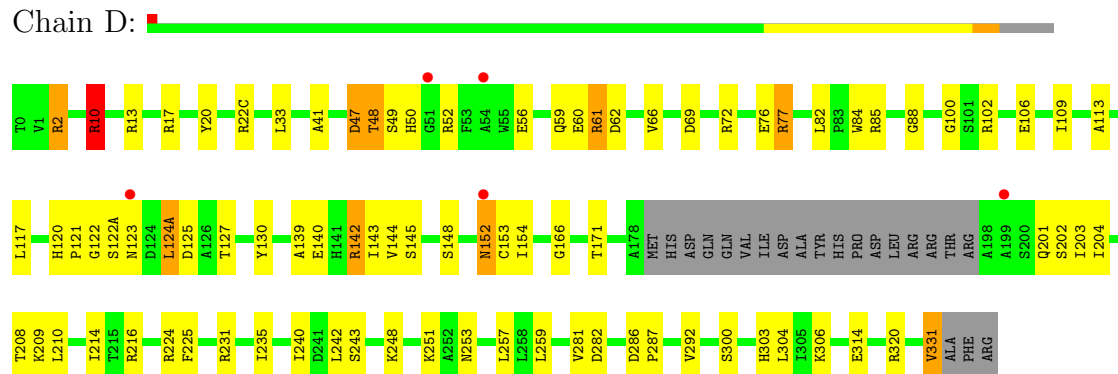 Chain D:
T0 V1 R2 R10 R13 R17 Y20 R22C L33 A41 D47 T48 S49 H50 G51 R52 F53 A54 W55 E56 Q59 E60 R61 D62 V66 D69 R72 E76 R77 L82 P83 W84 R85 G88 G100 S101 R102 E106 I109 A113
L117 H120 P121 G122 S122A N123 D124 L124A D125 A126 T127 Y130 A139 E140 H141 R142 I143 V144 S145 S148 N152 C153 I154 G166 T171 A178 MET HIS ASP GLN GLN VAL ILE ASP ALA TYR HIS PRO ASP LEU ARG ARG THR ARG A198 A199 S200 Q201 S202 I203 I204
T208 K209 L210 I214 T215 R216 R224 F225 R231 I235 I240 D241 L242 S243 K248 K251 A252 N253 L257 L258 L259 V281 D282 D286 P287 V292 S300 H303 L304 I305 K306 E314 R320 V331 ALA PHE ARG